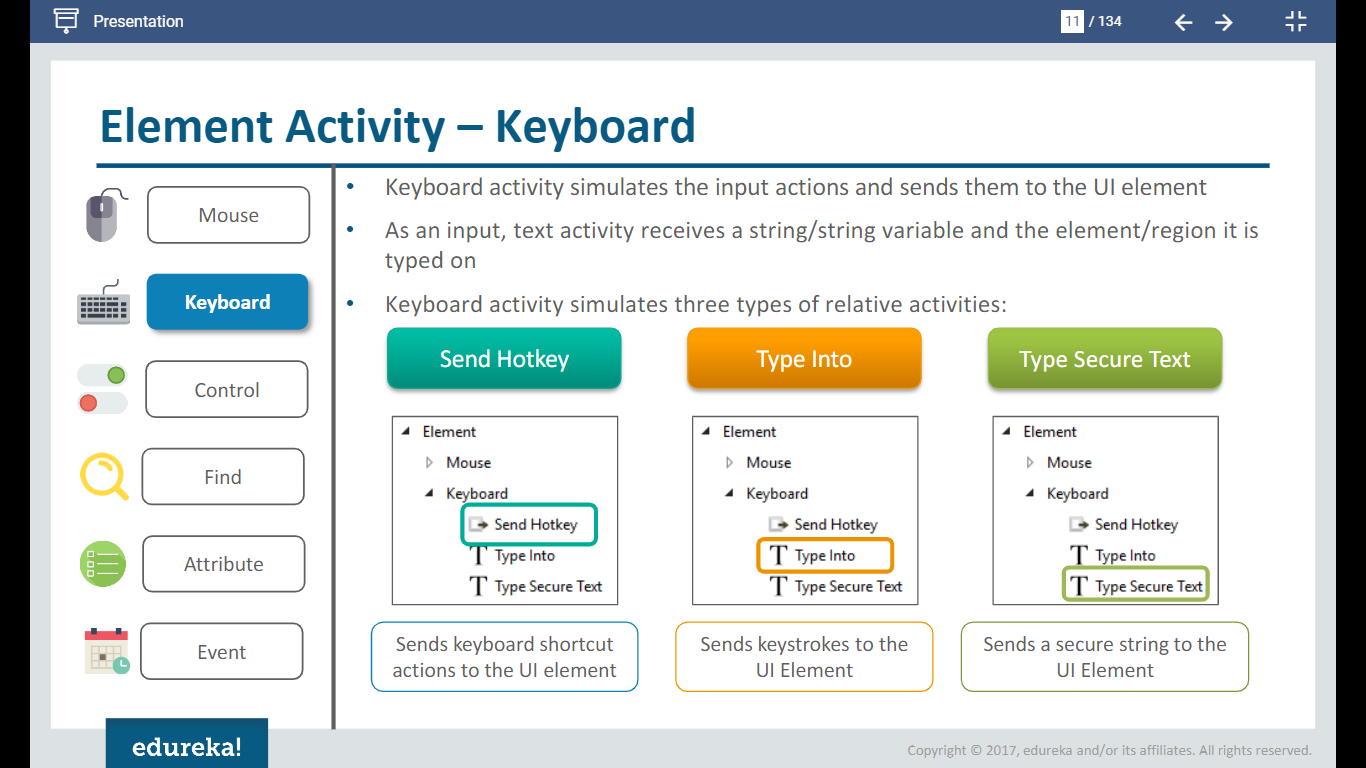 Presentation
11 / 134
Element Activity – Keyboard
Mouse
Keyboard
Control
Find
Attribute
Event
• Keyboard activity simulates the input actions and sends them to the UI element
• As an input, text activity receives a string/string variable and the element/region it is
typed on
• Keyboard activity simulates three types of relative activities:
Send Hotkey
Element
Mouse
Keyboard
Send Hotkey
Type Into
Type Secure Text
Sends keyboard shortcut
actions to the UI element
Type Into
Element
Mouse
Keyboard
Send Hotkey
Type Into
Type Secure Text
Sends keystrokes to the
UI Element
Type Secure Text
Element
Mouse
Keyboard
Send Hotkey
Type Into
Type Secure Text
Sends a secure string to the
UI Element
edureka!
Copyright © 2017, edureka and/or its affiliates. All rights reserved.